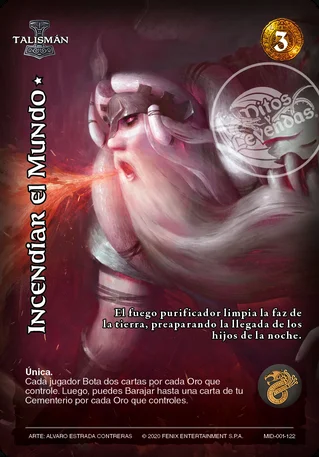 TALISMÁN
3
Mitos
y
Leyendas
Incendiar el Mundo
El fuego purificador limpia la faz de
la tierra, preaparando la llegada de los
hijos de la noche.
Única.
Cada jugador Bota dos cartas por cada Oro que
controle. Luego, puedes Barajar hasta una carta de tu
Cementerio por cada Oro que controles.
ARTE: ALVARO ESTRADA CONTRERAS © 2020 FENIX ENTERTAINMENT S.P.A. MID-001-122